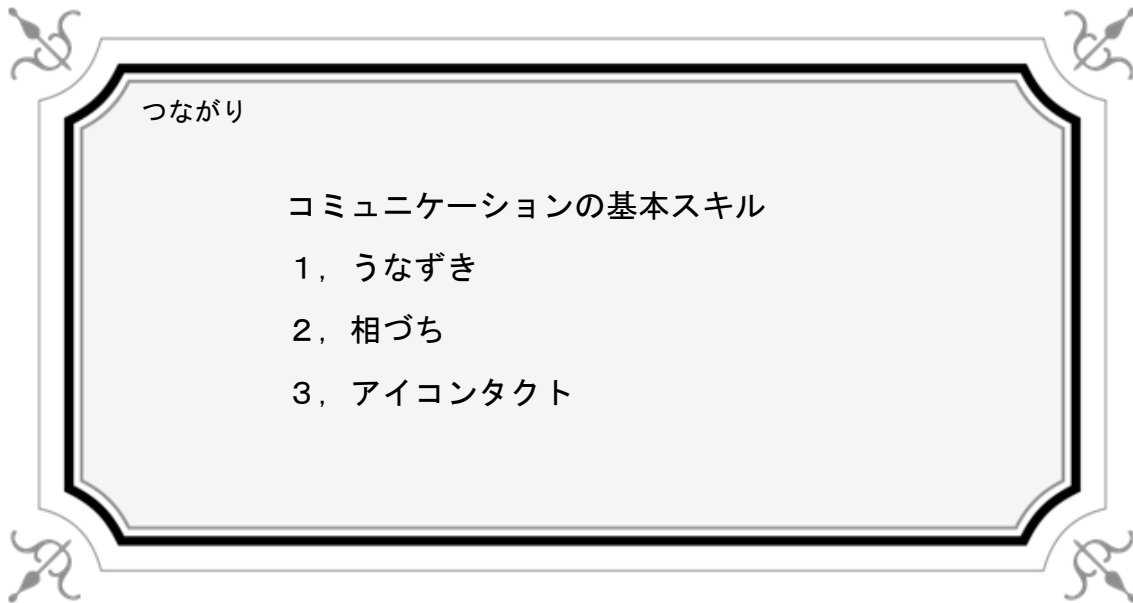 つながり
コミュニケーションの基本スキル
１，うなずき
２，相づち
３，アイコンタクト